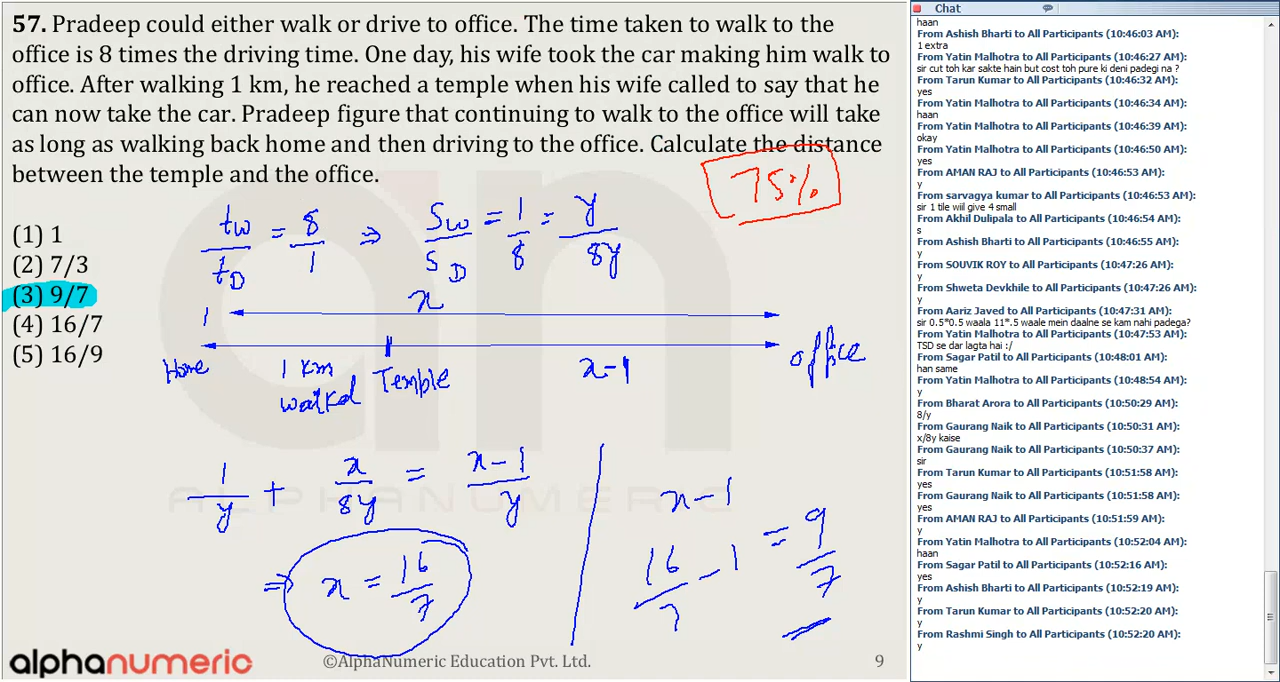 57. Pradeep could either walk or drive to office. The time taken to walk to the
office is 8 times the driving time. One day, his wife took the car making him walk to
office. After walking 1 km, he reached a temple when his wife called to say that he
can now take the car. Pradeep figure that continuing to walk to the office will take
as long as walking back home and then driving to the office. Calculate the distance
between the temple and the office.
75%
(1) 1
(2) 7/3
(3) 9/7
(4) 16/7
(5) 16/9
tW/tD = 8/1 ⇒ SW/SD = 1/8 = y/8y
x
1
Home
1 km walked
Temple
x-1
office
1/y + x/8y = x-1/y
⇒ x = 16/7
x-1
16/7 - 1 = 9/7
ALPHANUMERIC
alphanumeric
©AlphaNumeric Education Pvt. Ltd.
9
Chat
haan
From Ashish Bharti to All Participants (10:46:03 AM):
1 extra
From Yatin Malhotra to All Participants (10:46:27 AM):
sir cut toh kar sakte hain but cost toh pure ki deni padegi na ?
From Tarun Kumar to All Participants (10:46:32 AM):
yes
From Yatin Malhotra to All Participants (10:46:34 AM):
haan
From Yatin Malhotra to All Participants (10:46:39 AM):
okay
From Yatin Malhotra to All Participants (10:46:50 AM):
yes
From AMAN RAJ to All Participants (10:46:53 AM):
y
From sarvagya kumar to All Participants (10:46:53 AM):
sir 1 tile wiil give 4 small
From Akhil Dulipala to All Participants (10:46:54 AM):
s
From Ashish Bharti to All Participants (10:46:55 AM):
y
From SOUVIK ROY to All Participants (10:47:26 AM):
y
From Shweta Devkhile to All Participants (10:47:26 AM):
y
From Aariz Javed to All Participants (10:47:31 AM):
sir 0.5*0.5 waala 11*.5 waale mein daalne se kam nahi padega?
From Yatin Malhotra to All Participants (10:47:53 AM):
TSD se dar lagta hai :/
From Sagar Patil to All Participants (10:48:01 AM):
han same
From Yatin Malhotra to All Participants (10:48:54 AM):
y
From Bharat Arora to All Participants (10:50:29 AM):
8/y
From Gaurang Naik to All Participants (10:50:31 AM):
x/8y kaise
From Gaurang Naik to All Participants (10:50:37 AM):
sir
From Tarun Kumar to All Participants (10:51:58 AM):
yes
From Gaurang Naik to All Participants (10:51:58 AM):
yes
From AMAN RAJ to All Participants (10:51:59 AM):
y
From Yatin Malhotra to All Participants (10:52:04 AM):
haan
From Sagar Patil to All Participants (10:52:16 AM):
yes
From Ashish Bharti to All Participants (10:52:19 AM):
y
From Tarun Kumar to All Participants (10:52:20 AM):
y
From Rashmi Singh to All Participants (10:52:20 AM):
y